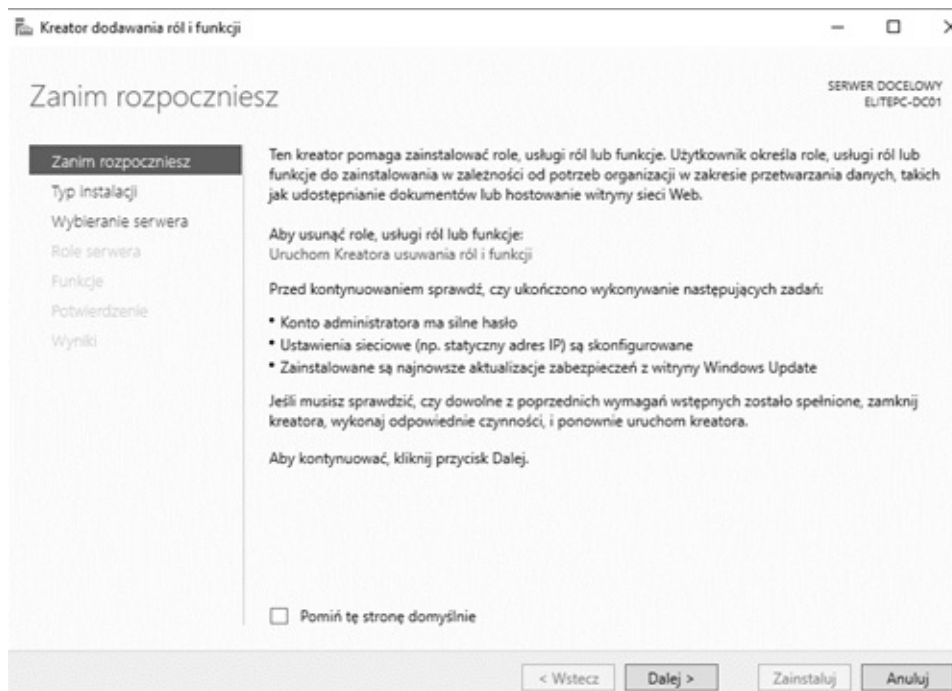 Kreator dodawania ról i funkcji
Zanim rozpoczniesz
SERWER DOCELOWY
ELITEPC-DC01
Zanim rozpoczniesz
Typ instalacji
Wybieranie serwera
Role serwera
Funkcje
Potwierdzenie
Wyniki
Ten kreator pomaga zainstalować role, usługi ról lub funkcje. Użytkownik określa role, usługi ról lub
funkcje do zainstalowania w zależności od potrzeb organizacji w zakresie przetwarzania danych, takich
jak udostępnianie dokumentów lub hostowanie witryny sieci Web.
Aby usunąć role, usługi ról lub funkcje:
Uruchom Kreatora usuwania ról i funkcji
Przed kontynuowaniem sprawdź, czy ukończono wykonywanie następujących zadań:
• Konto administratora ma silne hasło
• Ustawienia sieciowe (np. statyczny adres IP) są skonfigurowane
• Zainstalowane są najnowsze aktualizacje zabezpieczeń z witryny Windows Update
Jeśli musisz sprawdzić, czy dowolne z poprzednich wymagań wstępnych zostało spełnione, zamknij
kreatora, wykonaj odpowiednie czynności, i ponownie uruchom kreatora.
Aby kontynuować, kliknij przycisk Dalej.
Pomiń tę stronę domyślnie
< Wstecz
Dalej >
Zainstaluj
Anuluj